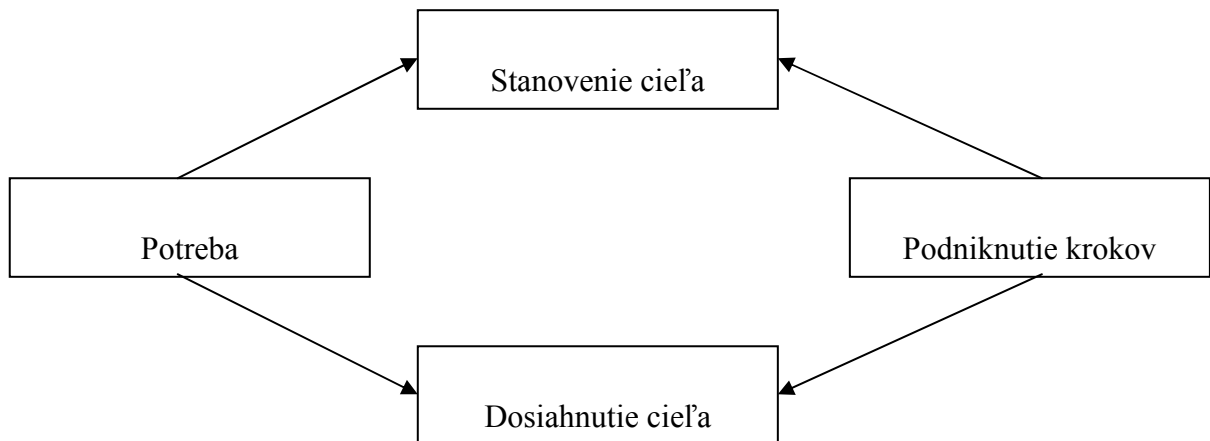 Stanovenie cieľa
Potreba
Podniknutie krokov
Dosiahnutie cieľa